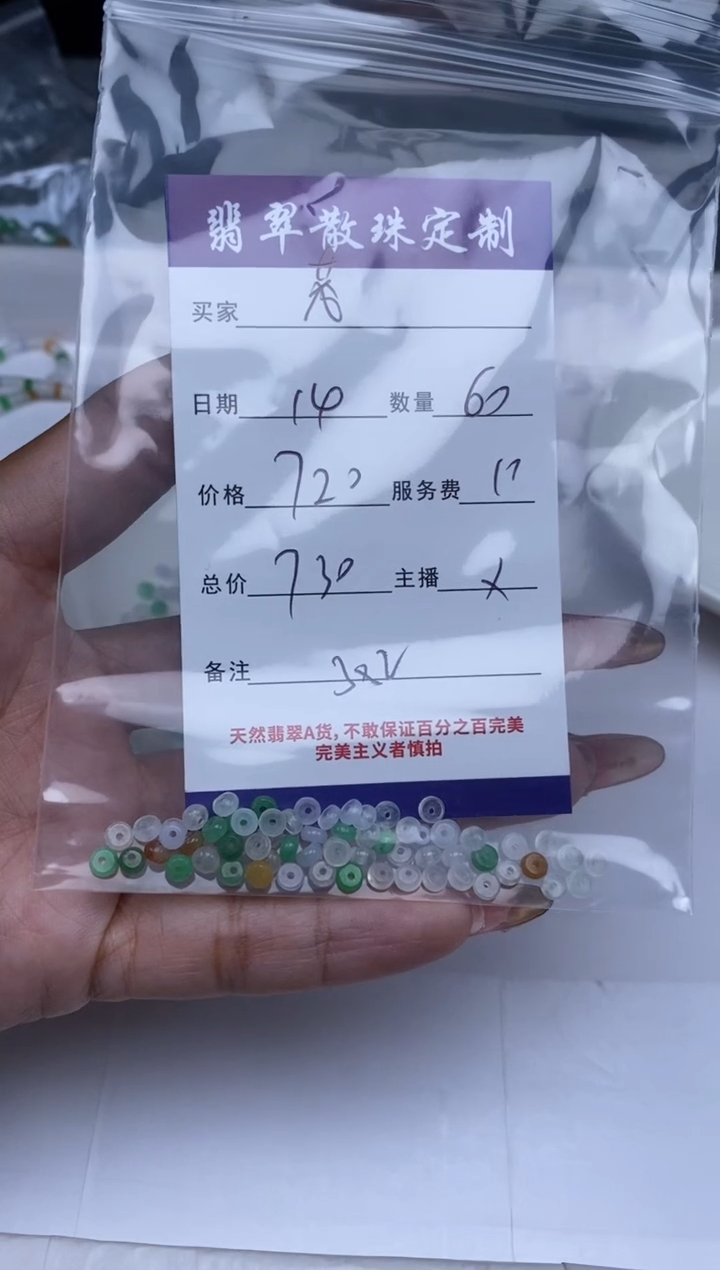 翡翠散珠定制
买家
日期 14 数量 60
价格 720 服务费
总价 730 主播
备注 3x2
天然翡翠A货,不敢保证百分之百完美
完美主义者慎拍